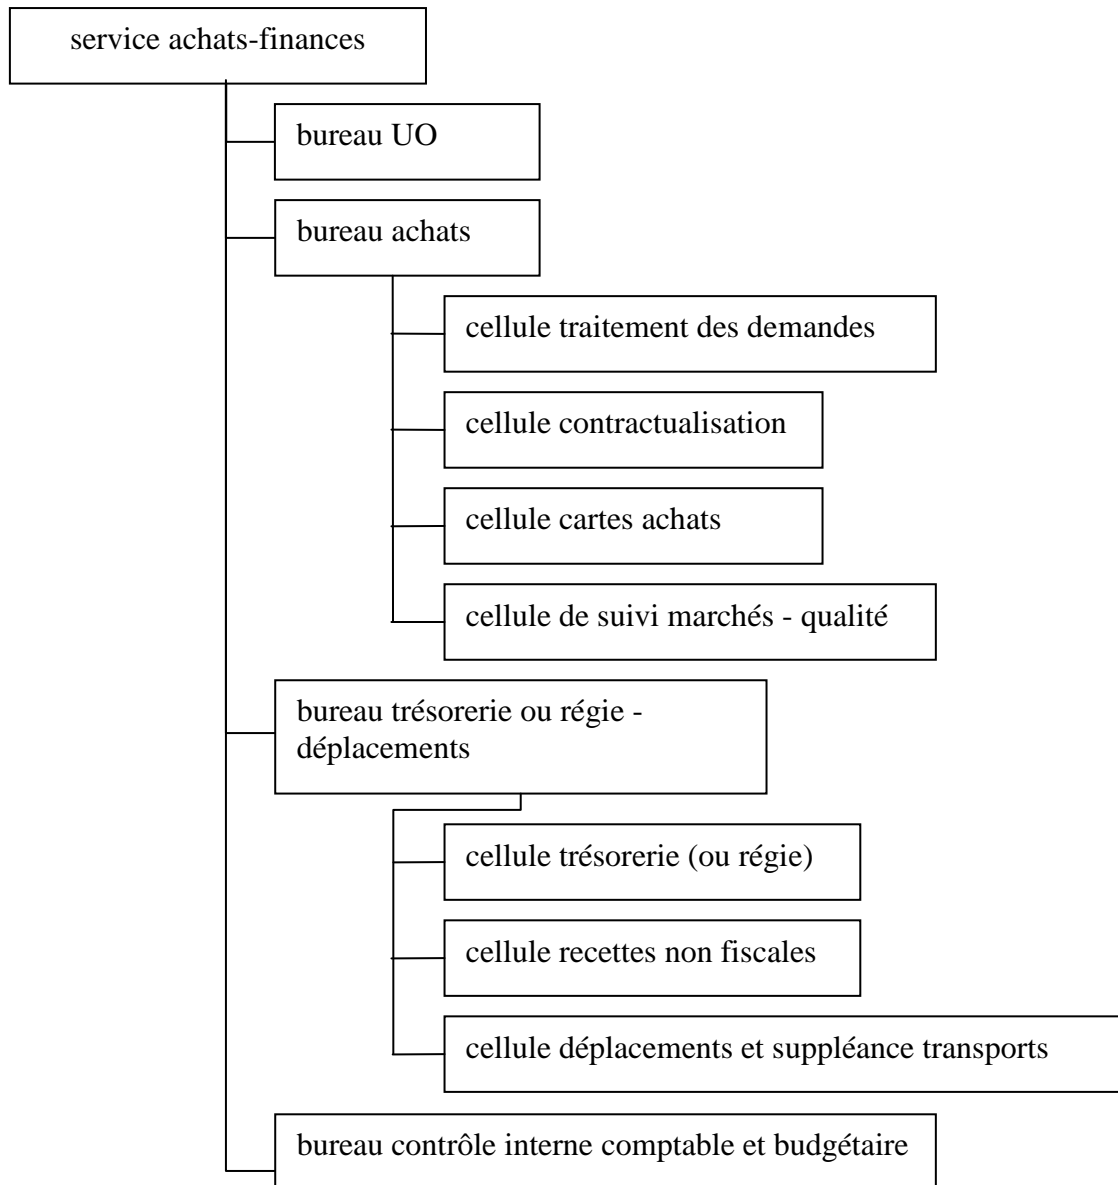 service achats-finances
bureau UO
bureau achats
cellule traitement des demandes
cellule contractualisation
cellule cartes achats
cellule de suivi marchés - qualité
bureau trésorerie ou régie -
déplacements
cellule trésorerie (ou régie)
cellule recettes non fiscales
cellule déplacements et suppléance transports
bureau contrôle interne comptable et budgétaire